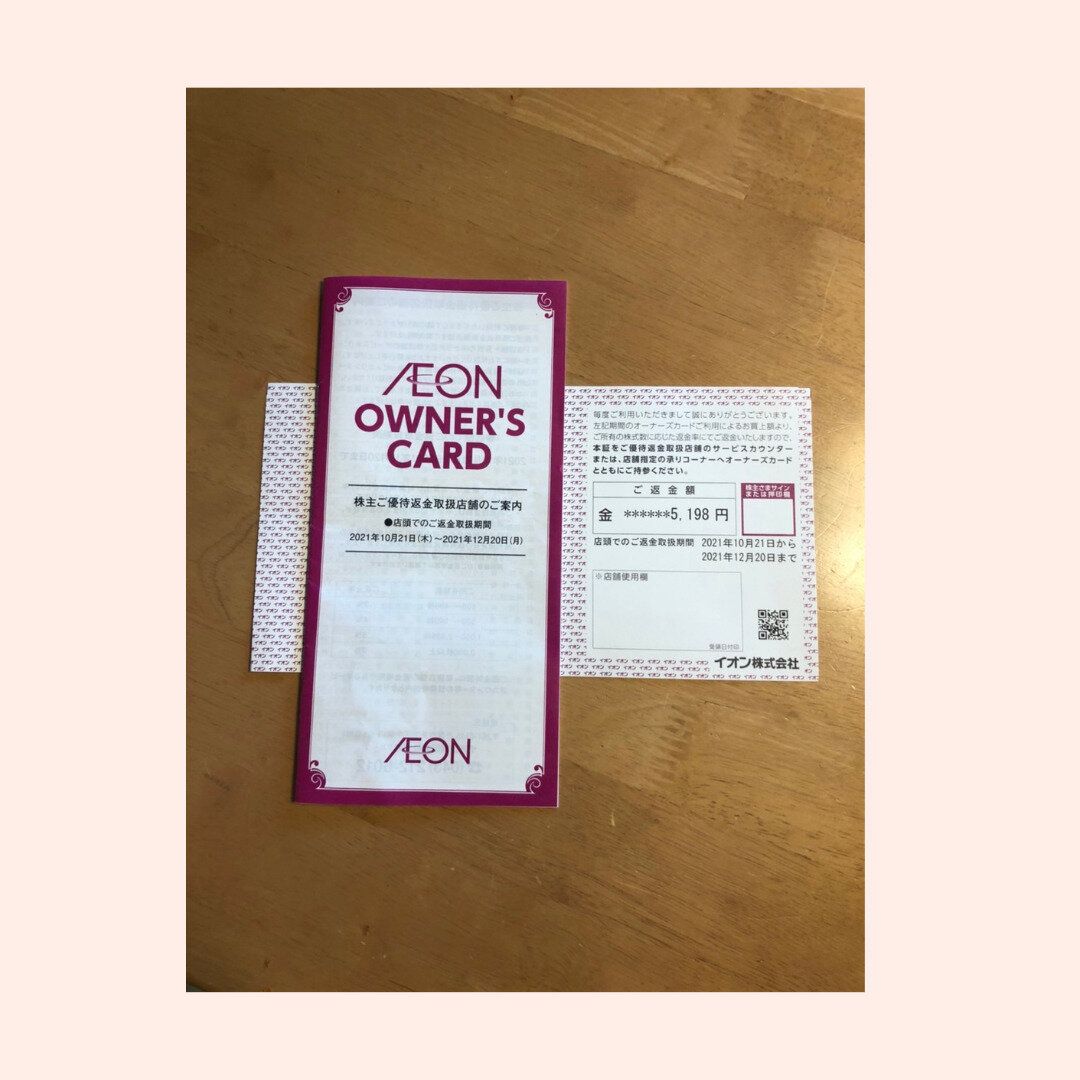 ÆON
OWNER'S
CARD
株主ご優待返金取扱店舗のご案内
●店頭でのご返金取扱期間
2021年10月21日(木)～2021年12月20日(月)
ÆON
毎度ご利用いただきまして誠にありがとうございます。
左記期間のオーナーズカードご利用によるお買上額より、
ご所有の株式数に応じた返金率にてご返金いたしますので、
本証をご優待返金取扱店舗のサービスカウンター
または、店舗指定の承りコーナーへオーナーズカード
とともにご持参ください。
ご返金額
金 ******5,198円
株主さまサイン
または押印欄
店頭でのご返金取扱期間 2021年10月21日から
2021年12月20日まで
※店舗使用欄
受領日付印
イオン株式会社